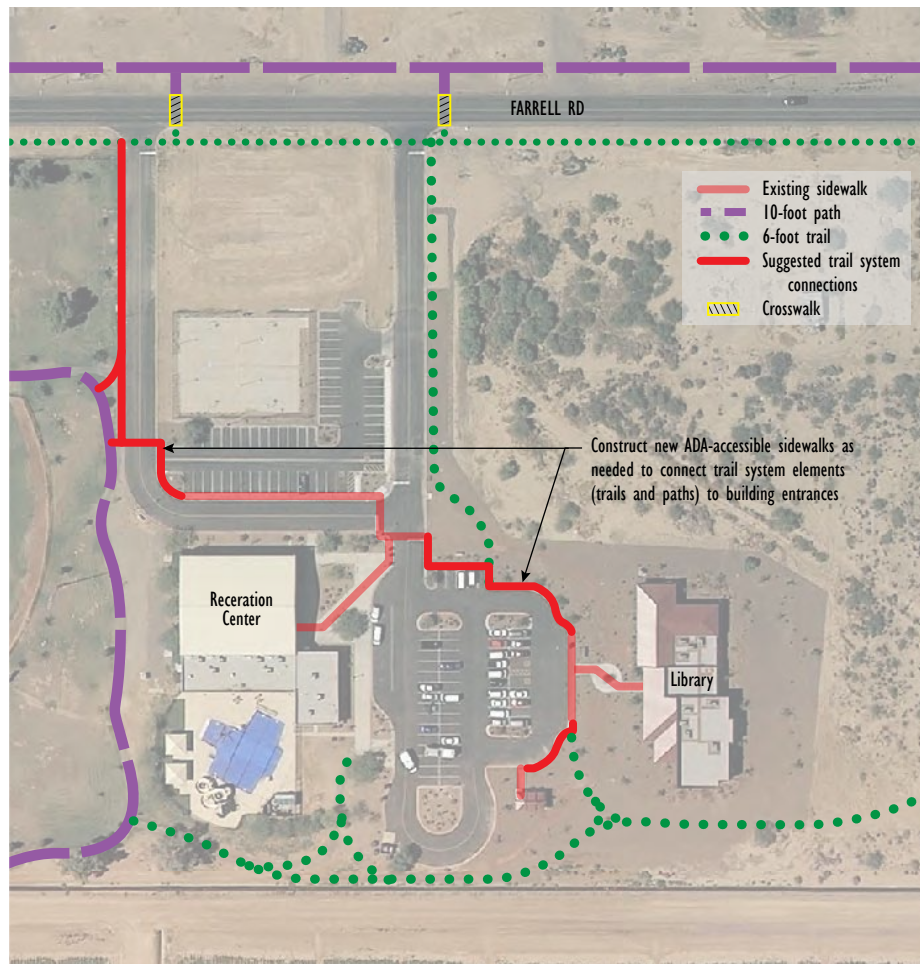 FARRELL RD
Existing sidewalk
10-foot path
6-foot trail
Suggested trail system
connections
Crosswalk
Construct new ADA-accessible sidewalks as
needed to connect trail system elements
(trails and paths) to building entrances
Receration
Center
Library